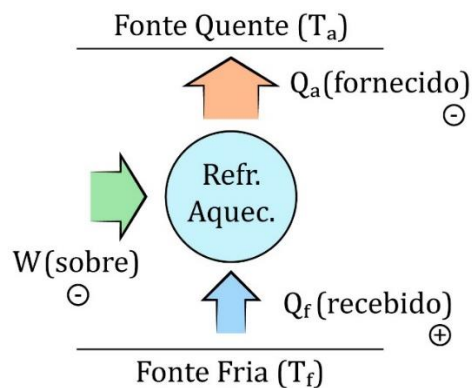 Fonte Quente (Tₐ)
Qₐ(fornecido)
⊖
Refr.
Aquec.
W(sobre)
⊖
Q_f(recebido)
⊕
Fonte Fria (T_f)